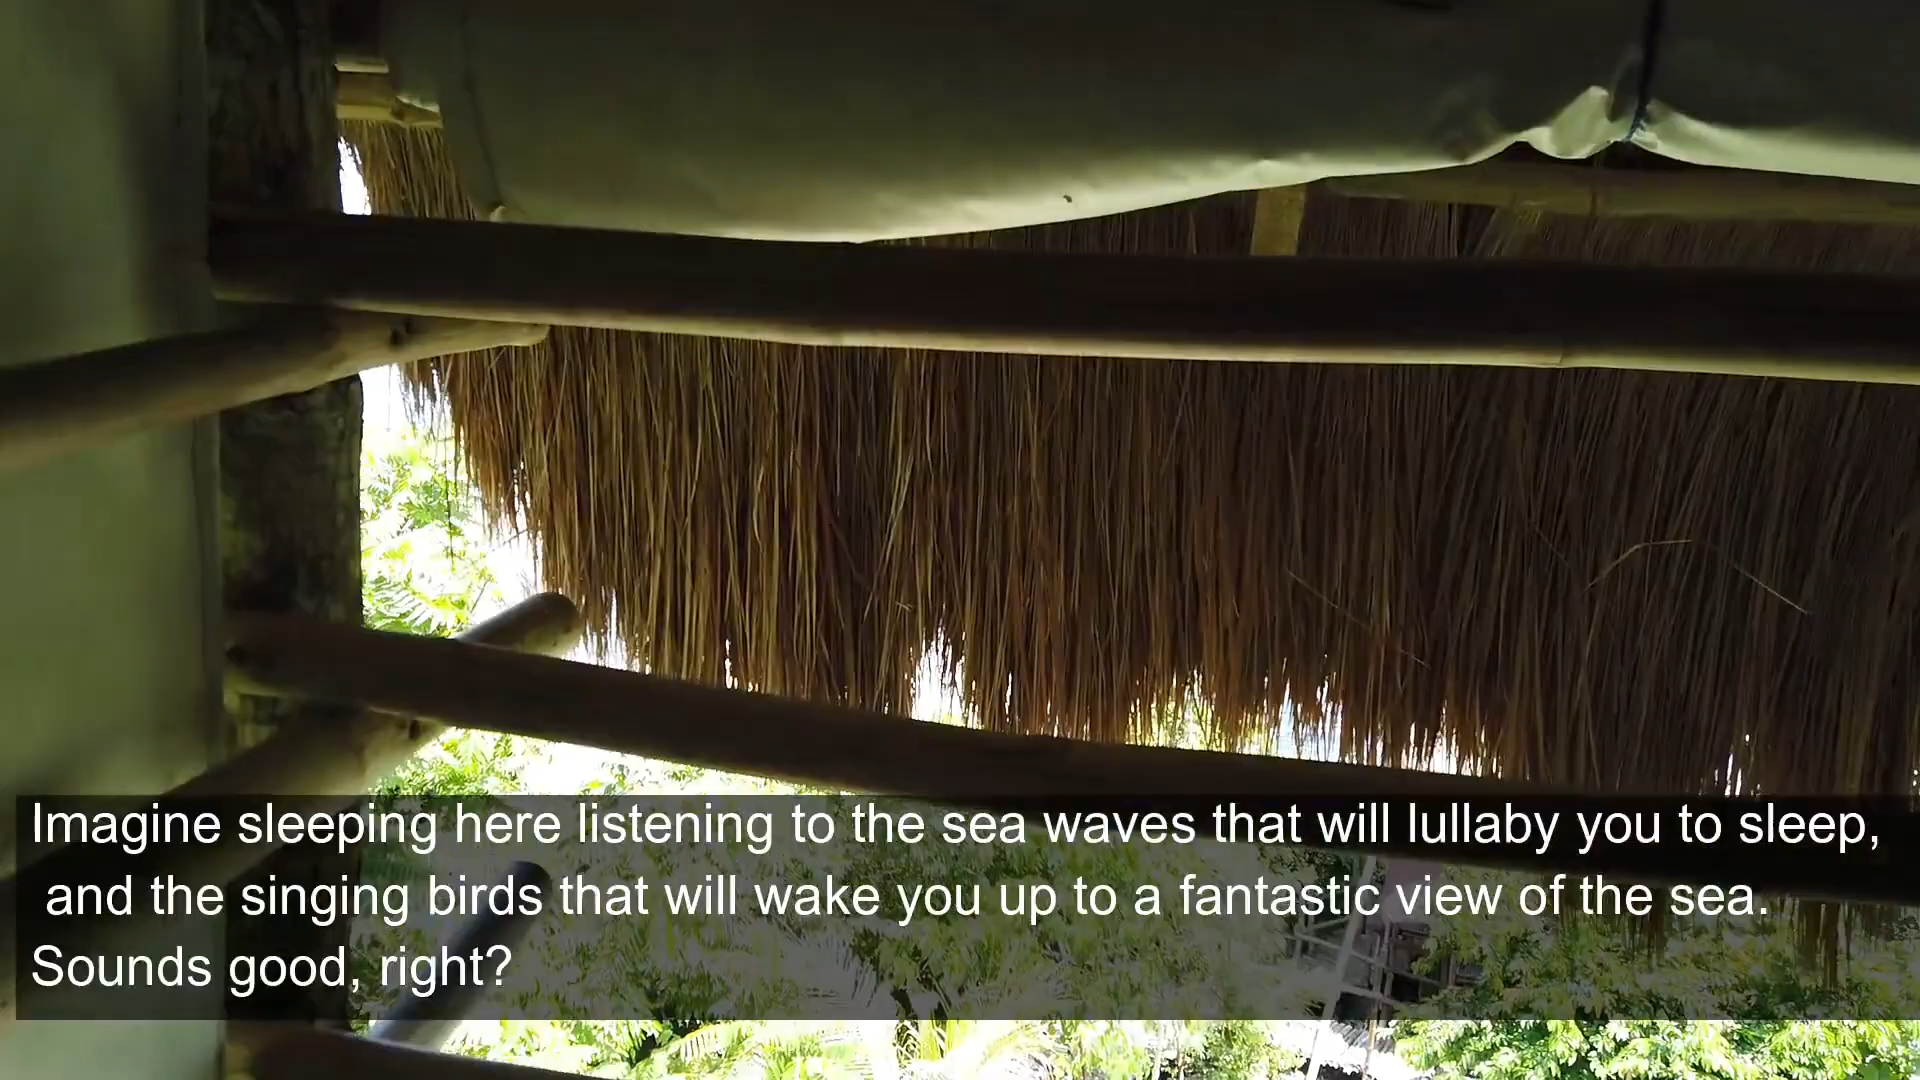 Imagine sleeping here listening to the sea waves that will lullaby you to sleep,
and the singing birds that will wake you up to a fantastic view of the sea.
Sounds good, right?